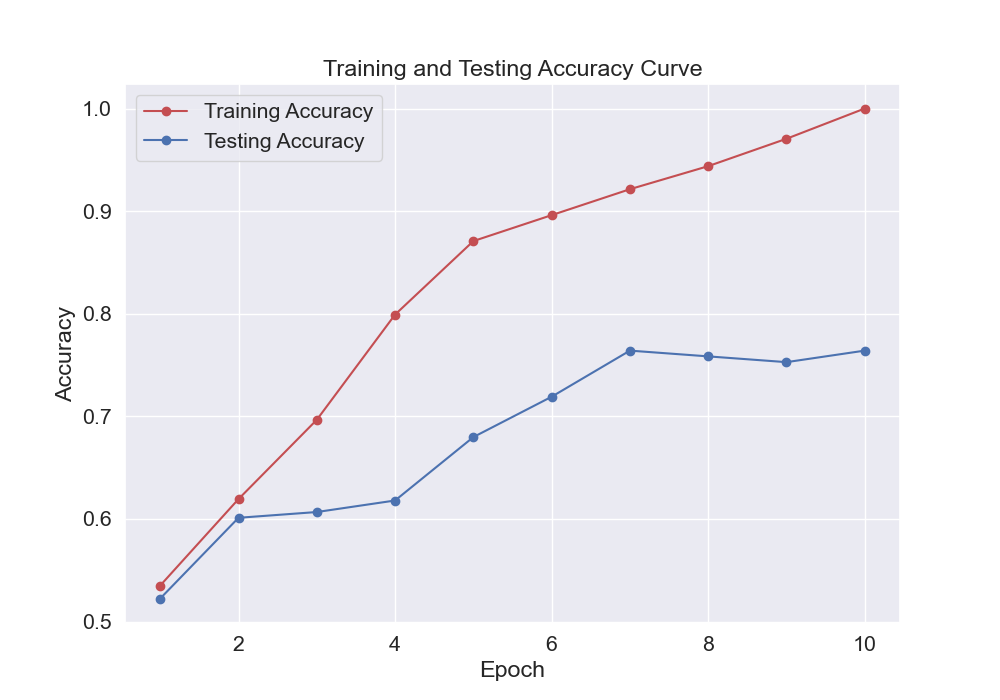 Training and Testing Accuracy Curve
Training Accuracy
Testing Accuracy
1.0
0.9
0.8
0.7
0.6
0.5
Accuracy
2 4 6 8 10
Epoch